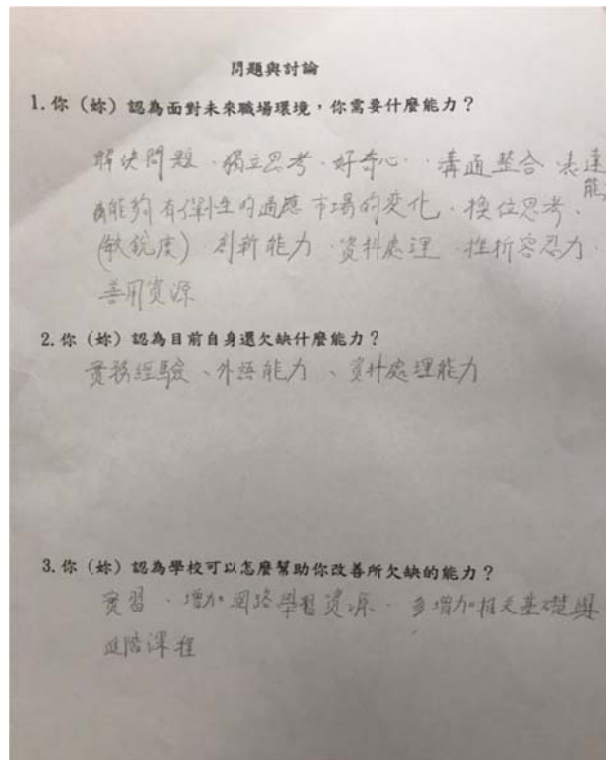 問題與討論
1.你（妳）認為面對未來職場環境，你需要什麼能力？
解決問題、獨立思考、好奇心、溝通整合、表達
能
能夠有彈性的適應市場的变化、換位思考、
(敏銳度)創新能力、資料處理、挫折容忍力、
善用資源
2.你（妳）認為目前自身還欠缺什麼能力？
實務經驗、外語能力、資料處理能力
3.你（妳）認為學校可以怎麼幫助你改善所欠缺的能力？
實習、增加網路學習資源、多增加相关基礎與
進階課程